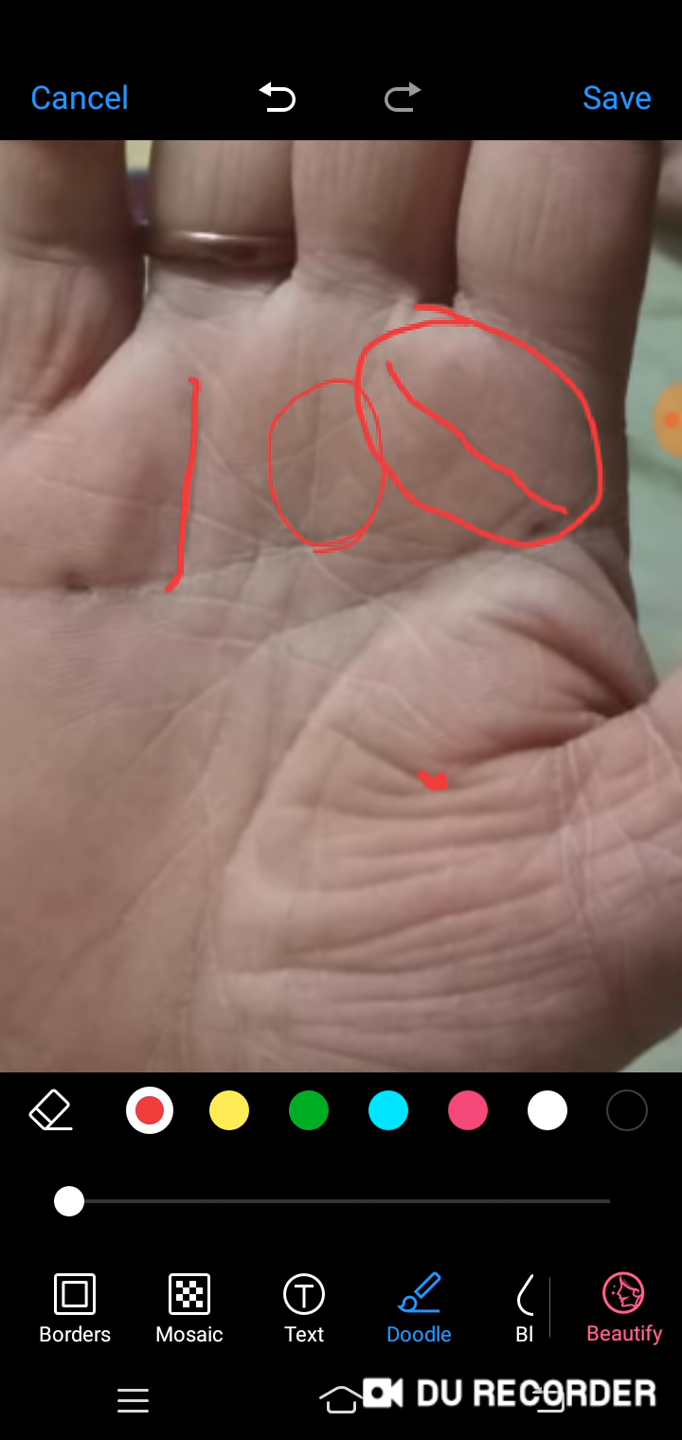 Cancel
Save
Borders
Mosaic
Text
Doodle
Bl
Beautify
DU RECORDER